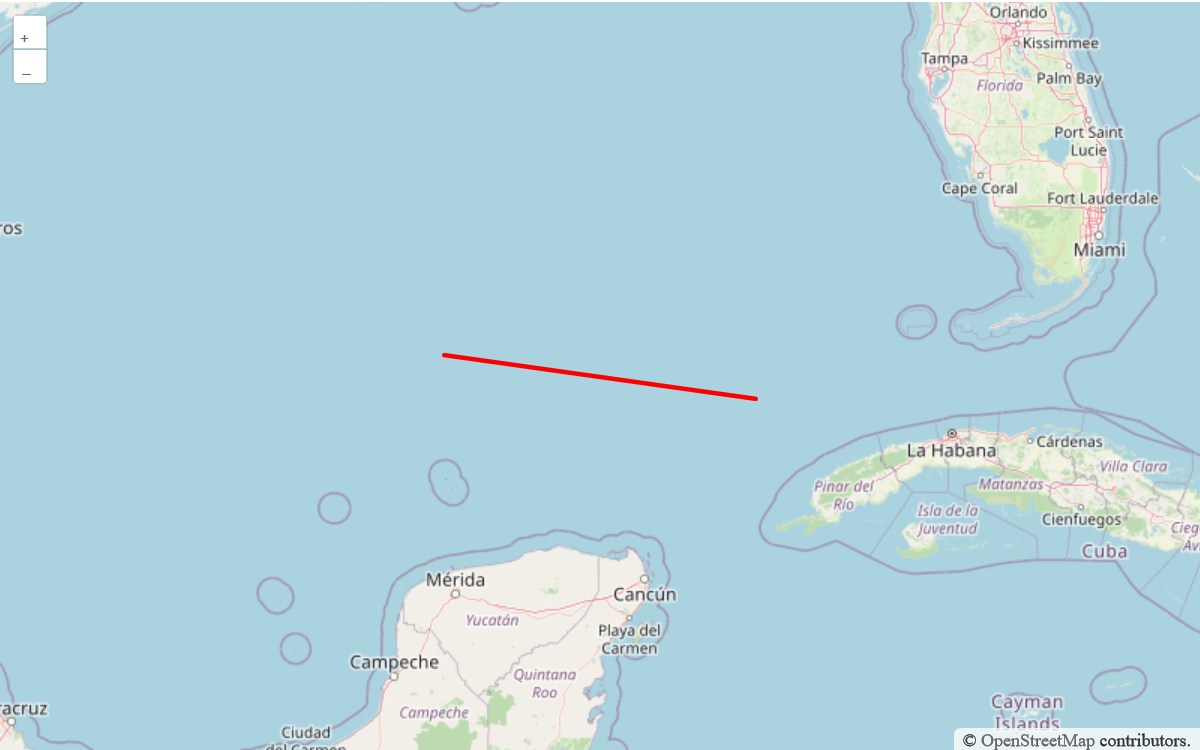 +
–
Orlando
Kissimmee
Tampa
Palm Bay
Florida
Port Saint
Lucie
Cape Coral
Fort Lauderdale
ros
Miami
La Habana
Cárdenas
Villa Clara
Pinar del
Río
Matanzas
Isla de la
Juventud
Cienfuegos
Cieg
Áv
Cuba
Mérida
Cancún
Yucatán
Playa del
Carmen
Campeche
Quintana
Roo
racruz
Campeche
Ciudad
del Carmen
Cayman
Islands
© OpenStreetMap contributors.